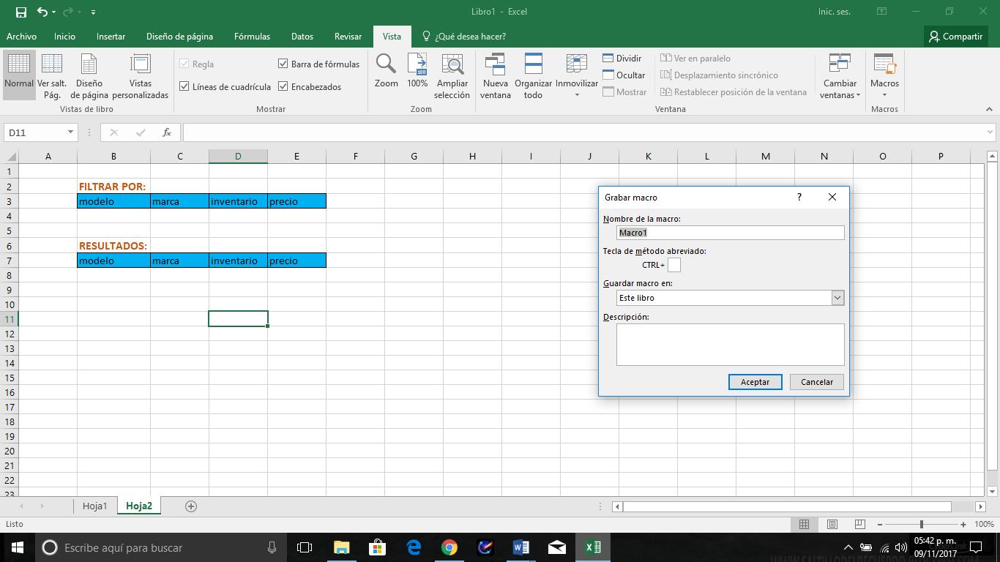 Libro1 - Excel
Inic. ses.
Archivo Inicio Insertar Diseño de página Fórmulas Datos Revisar Vista ¿Qué desea hacer? Compartir
Normal
Ver salt. Pág.
Diseño de página
Vistas personalizadas
Vistas de libro
Regla
Barra de fórmulas
Líneas de cuadrícula
Encabezados
Mostrar
Zoom
100%
100
Ampliar selección
Zoom
Nueva ventana
Organizar todo
Inmovilizar
Dividir
Ocultar
Mostrar
Ver en paralelo
Desplazamiento sincrónico
Restablecer posición de la ventana
Cambiar ventanas
Ventana
Macros
Macros
D11
fx
A B C D E F G H I J K L M N O P
1
2 FILTRAR POR:
3 modelo marca inventario precio
4
5
6 RESULTADOS:
7 modelo marca inventario precio
8
9
10
11
12
13
14
15
16
17
18
19
20
21
22
23
Grabar macro ?
Nombre de la macro:
Macro1
Tecla de método abreviado:
CTRL+
Guardar macro en:
Este libro
Descripción:
Aceptar Cancelar
Hoja1 Hoja2
Listo
100%
Escribe aquí para buscar
05:42 p. m.
09/11/2017